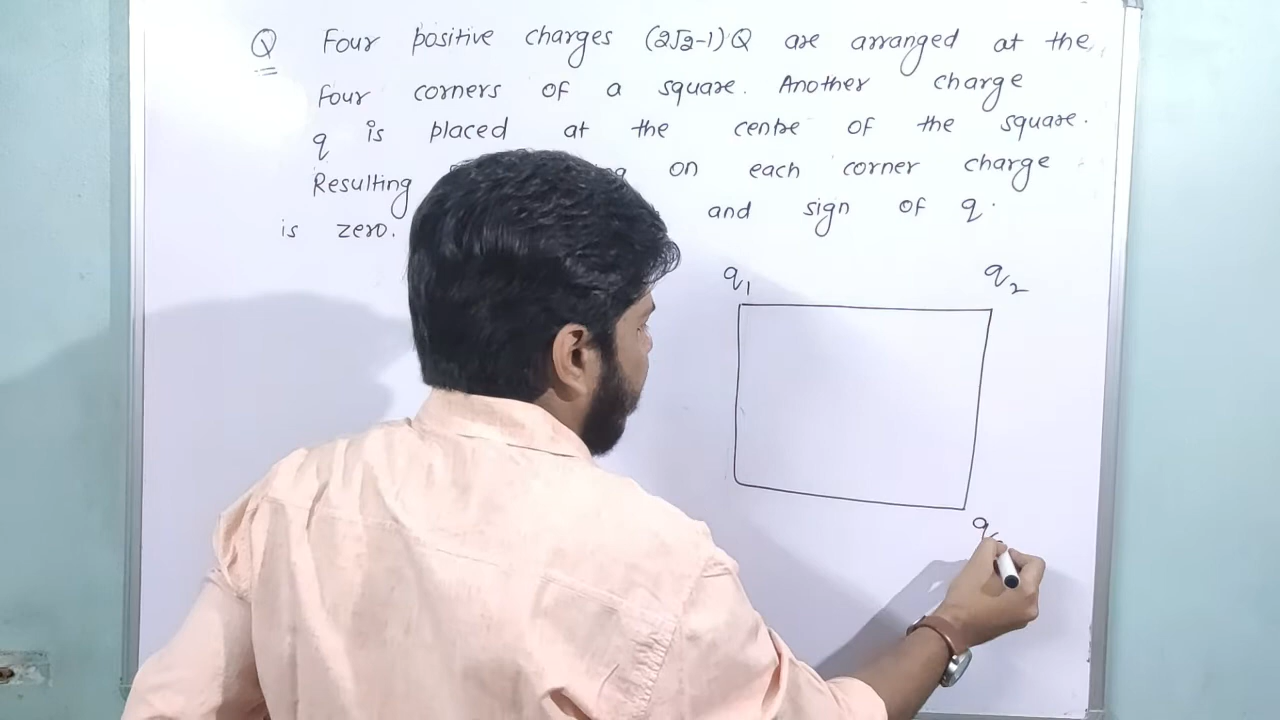 Q Four positive charges (2√2-1) Q are arranged at the
four corners of a square. Another charge
q is placed at the centre of the square.
Resulting on each corner charge
is zero. and sign of q.
q1 q2
q